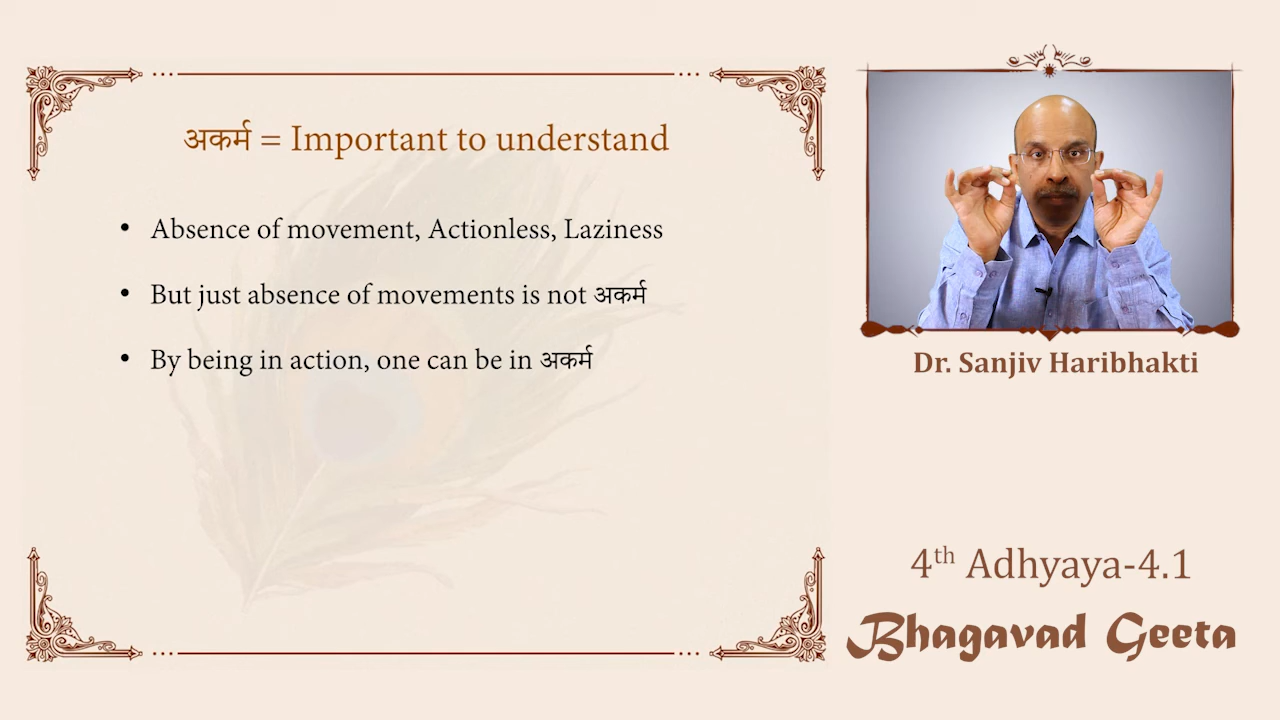 अकर्म = Important to understand
• Absence of movement, Actionless, Laziness
• But just absence of movements is not अकर्म
• By being in action, one can be in अकर्म
Dr. Sanjiv Haribhakti
4th Adhyaya-4.1
Bhagavad Geeta